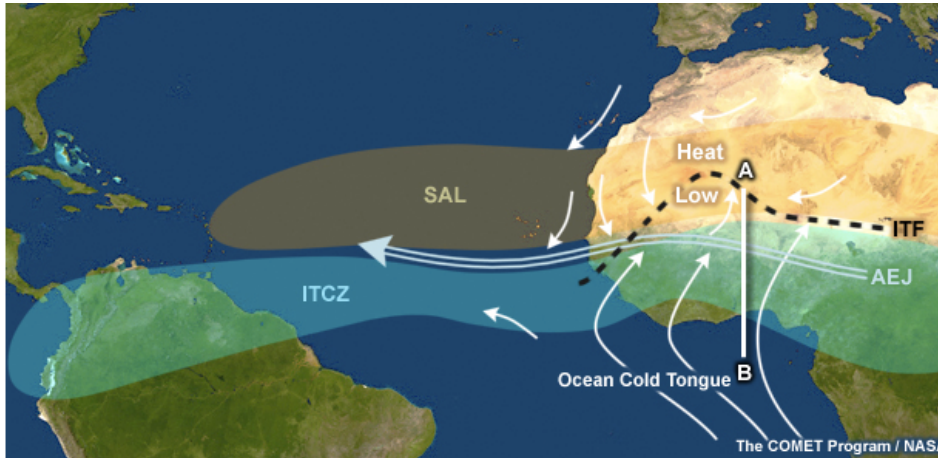 Heat
A
SAL
Low
ITF
AEJ
ITCZ
Ocean Cold Tongue
B
The COMET Program / NASA